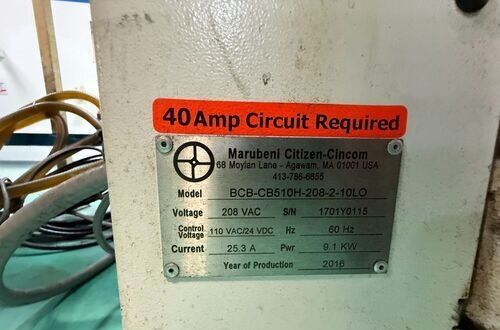 40 Amp Circuit Required
Marubeni Citizen-Cincom
68 Moylan Lane - Agawam, MA 01001 USA
413-786-6655
Model BCB-CB510H-208-2-10LO
Voltage 208 VAC S/N 1701Y0115
Control Voltage 110 VAC/24 VDC Hz 60 Hz
Current 25.3 A Pwr 9.1 KW
Year of Production 2016